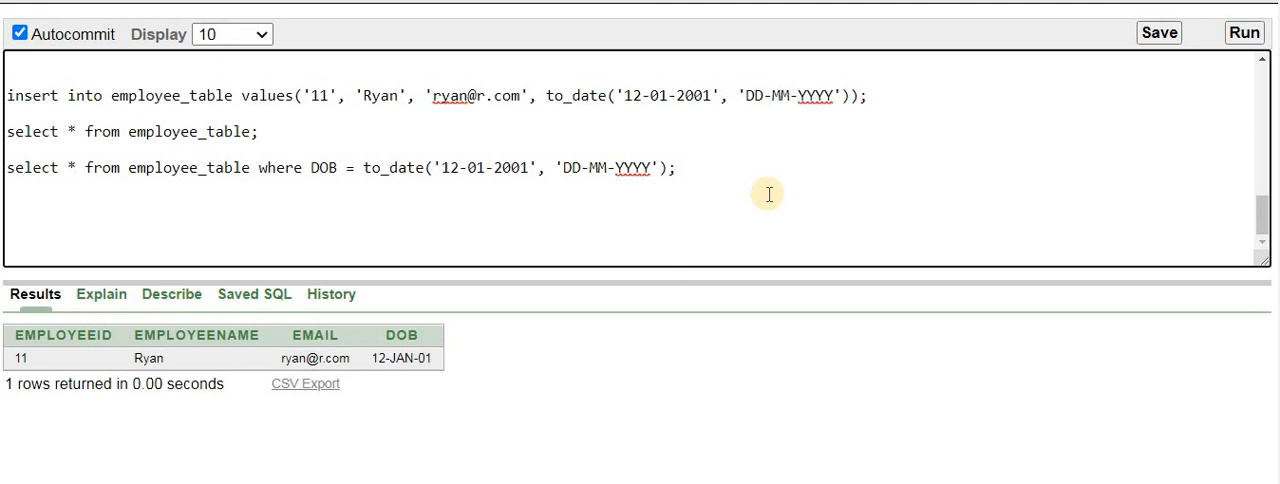 Autocommit Display 10 Save Run
insert into employee_table values('11', 'Ryan', 'ryan@r.com', to_date('12-01-2001', 'DD-MM-YYYY'));
select * from employee_table;
select * from employee_table where DOB = to_date('12-01-2001', 'DD-MM-YYYY');
Results Explain Describe Saved SQL History
EMPLOYEEID EMPLOYEENAME EMAIL DOB
11 Ryan ryan@r.com 12-JAN-01
1 rows returned in 0.00 seconds CSV Export